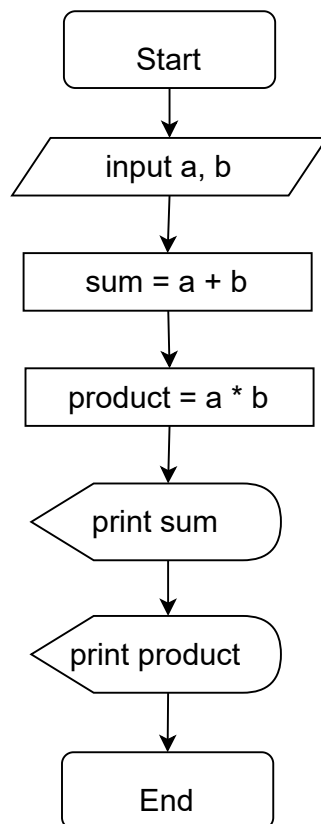 Start
input a, b
sum = a + b
product = a * b
print sum
print product
End